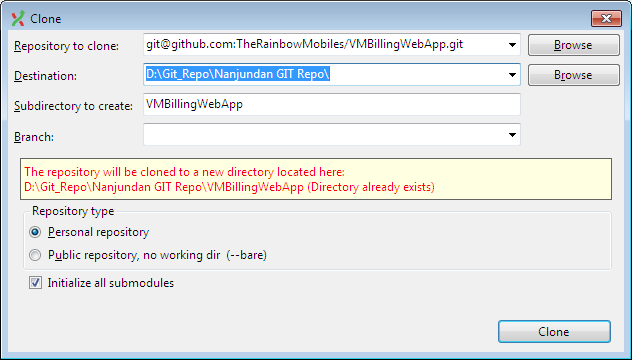 Clone
Repository to clone: git@github.com:TheRainbowMobiles/VMBillingWebApp.git Browse
Destination: D:\Git_Repo\Nanjundan GIT Repo\ Browse
Subdirectory to create: VMBillingWebApp
Branch:
The repository will be cloned to a new directory located here:
D:\Git_Repo\Nanjundan GIT Repo\VMBillingWebApp (Directory already exists)
Repository type
Personal repository
Public repository, no working dir (--bare)
Initialize all submodules
Clone